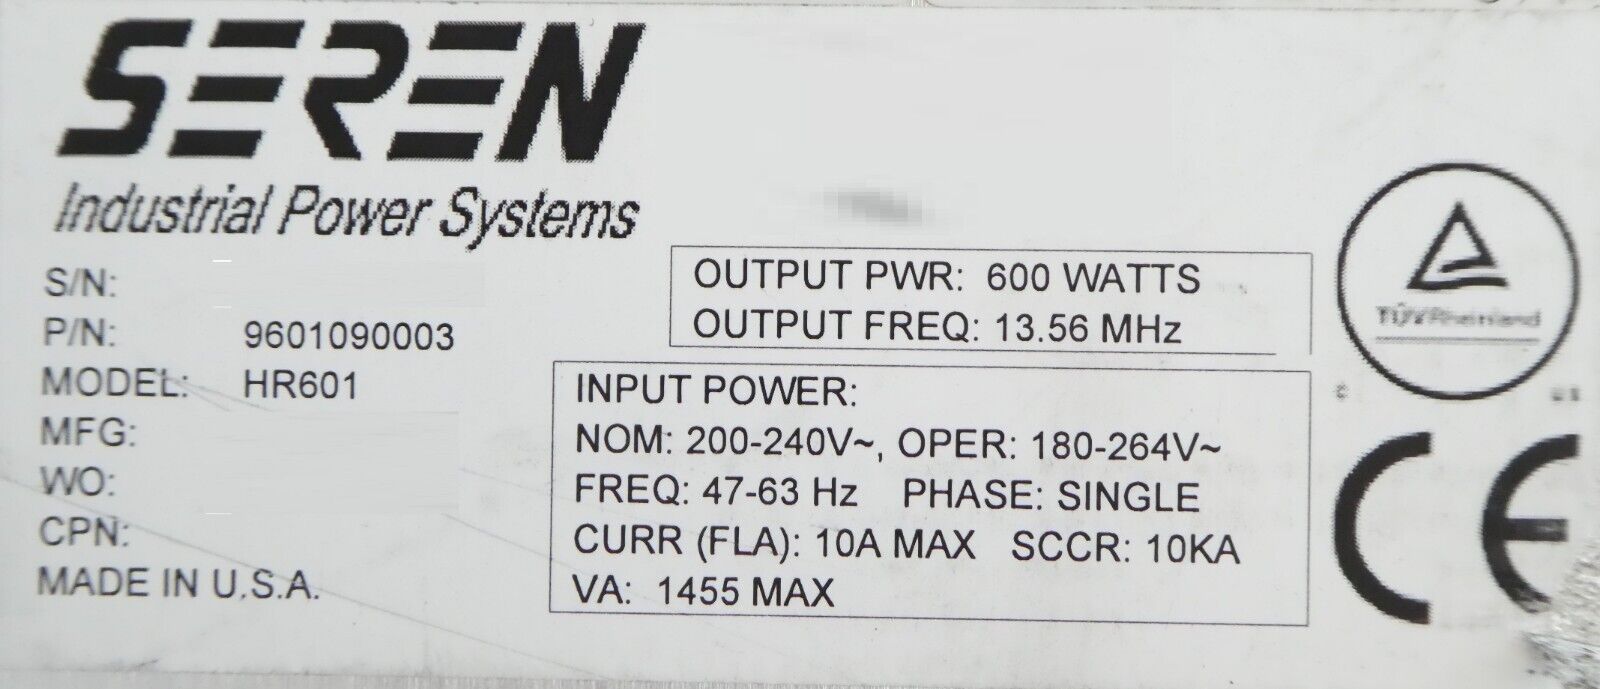 SEREN
Industrial Power Systems
S/N:
P/N: 9601090003
MODEL: HR601
MFG:
WO:
CPN:
MADE IN U.S.A.
OUTPUT PWR: 600 WATTS
OUTPUT FREQ: 13.56 MHz
INPUT POWER:
NOM: 200-240V~, OPER: 180-264V~
FREQ: 47-63 Hz PHASE: SINGLE
CURR (FLA): 10A MAX SCCR: 10KA
VA: 1455 MAX
TÜVRheinland
C US
CE